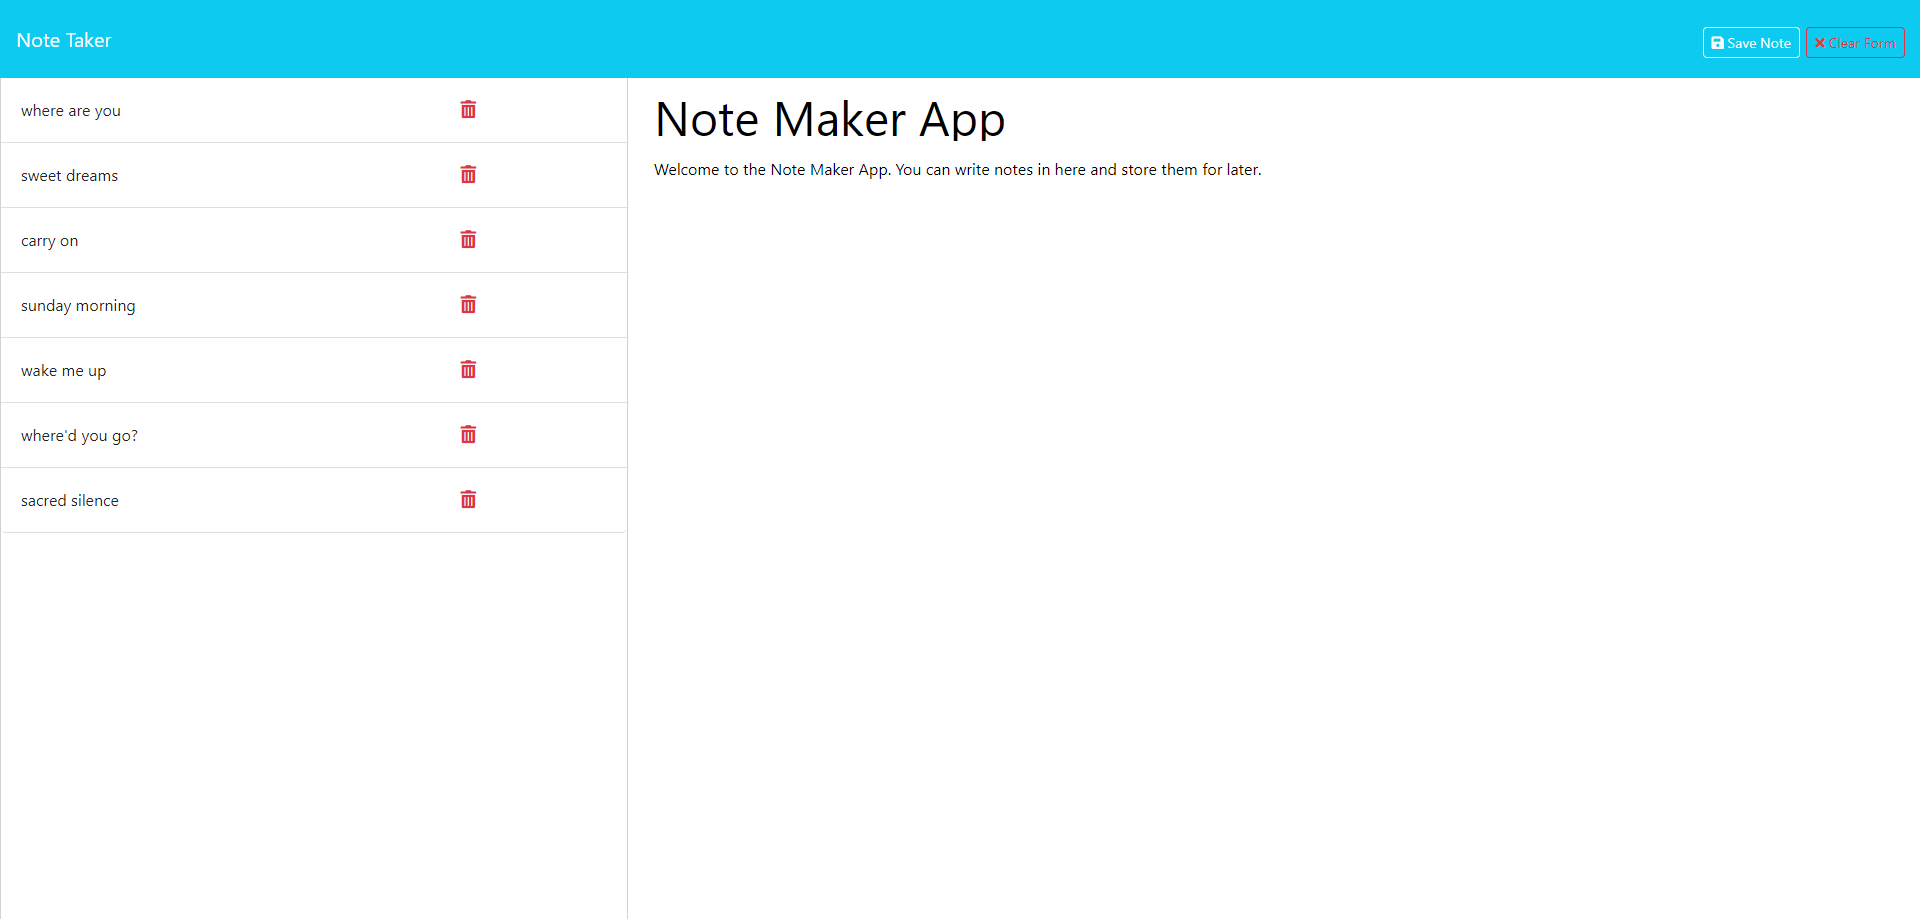 Note Taker
Save Note
Clear Form
where are you
sweet dreams
carry on
sunday morning
wake me up
where'd you go?
sacred silence
Note Maker App
Welcome to the Note Maker App. You can write notes in here and store them for later.